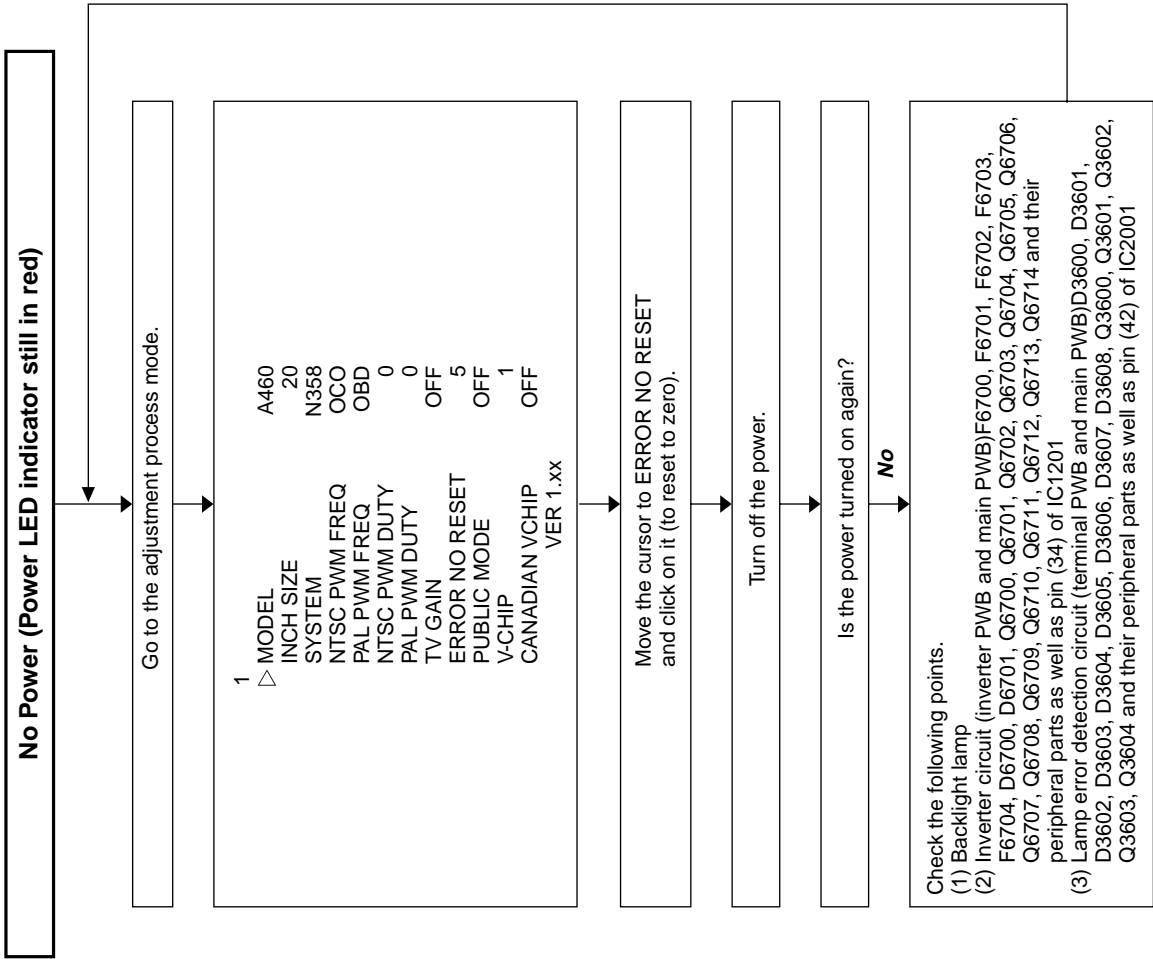 No Power (Power LED indicator still in red)
Go to the adjustment process mode.
1
▷ MODEL A460
INCH SIZE 20
SYSTEM N358
NTSC PWM FREQ OCO
PAL PWM FREQ OBD
NTSC PWM DUTY 0
PAL PWM DUTY 0
TV GAIN OFF
ERROR NO RESET 5
PUBLIC MODE OFF
V-CHIP 1
CANADIAN VCHIP OFF
VER 1.xx
Move the cursor to ERROR NO RESET
and click on it (to reset to zero).
Turn off the power.
Is the power turned on again?
No
Check the following points.
(1) Backlight lamp
(2) Inverter circuit (inverter PWB and main PWB)F6700, F6701, F6702, F6703,
F6704, D6700, D6701, Q6700, Q6701, Q6702, Q6703, Q6704, Q6705, Q6706,
Q6707, Q6708, Q6709, Q6710, Q6711, Q6712, Q6713, Q6714 and their
peripheral parts as well as pin (34) of IC1201
(3) Lamp error detection circuit (terminal PWB and main PWB)D3600, D3601,
D3602, D3603, D3604, D3605, D3606, D3607, D3608, Q3600, Q3601, Q3602,
Q3603, Q3604 and their peripheral parts as well as pin (42) of IC2001